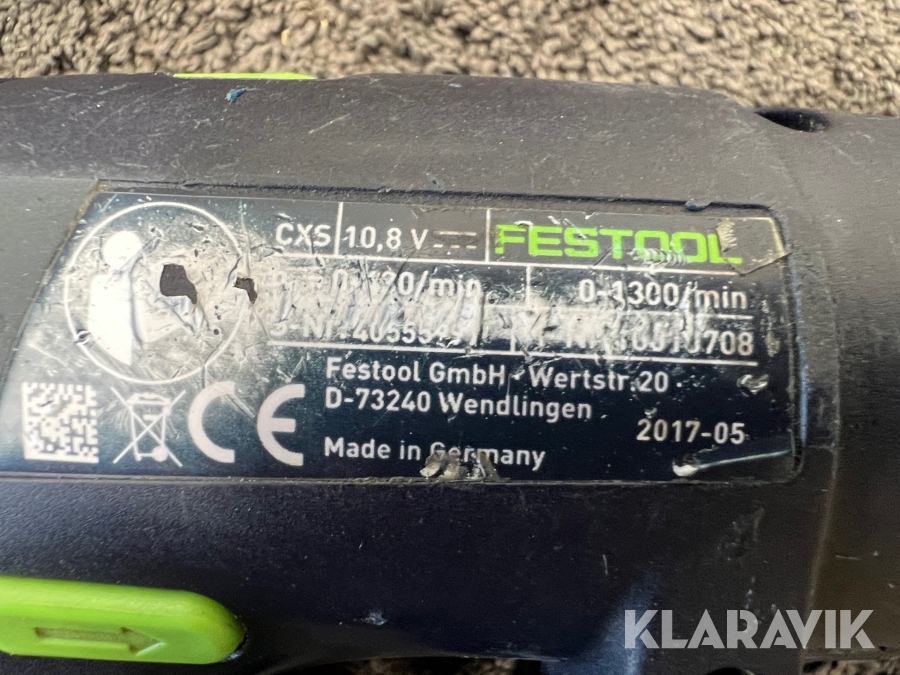 CXS 10,8 V FESTOOL
0-1300/min
Festool GmbH · Wertstr. 20 ·
D-73240 Wendlingen
2017-05
Made in Germany
CE
KLARAVIK